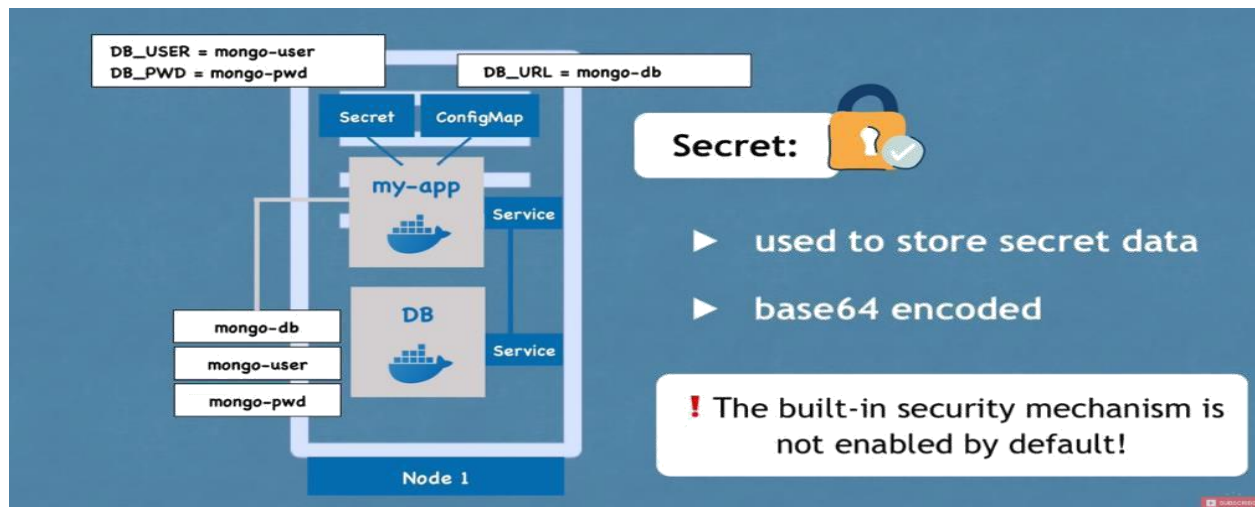 DB_USER = mongo-user
DB_PWD = mongo-pwd
DB_URL = mongo-db
Secret
ConfigMap
my-app
Service
DB
Service
mongo-db
mongo-user
mongo-pwd
Node 1
Secret:
► used to store secret data
► base64 encoded
! The built-in security mechanism is
not enabled by default!
SUBSCRIBE